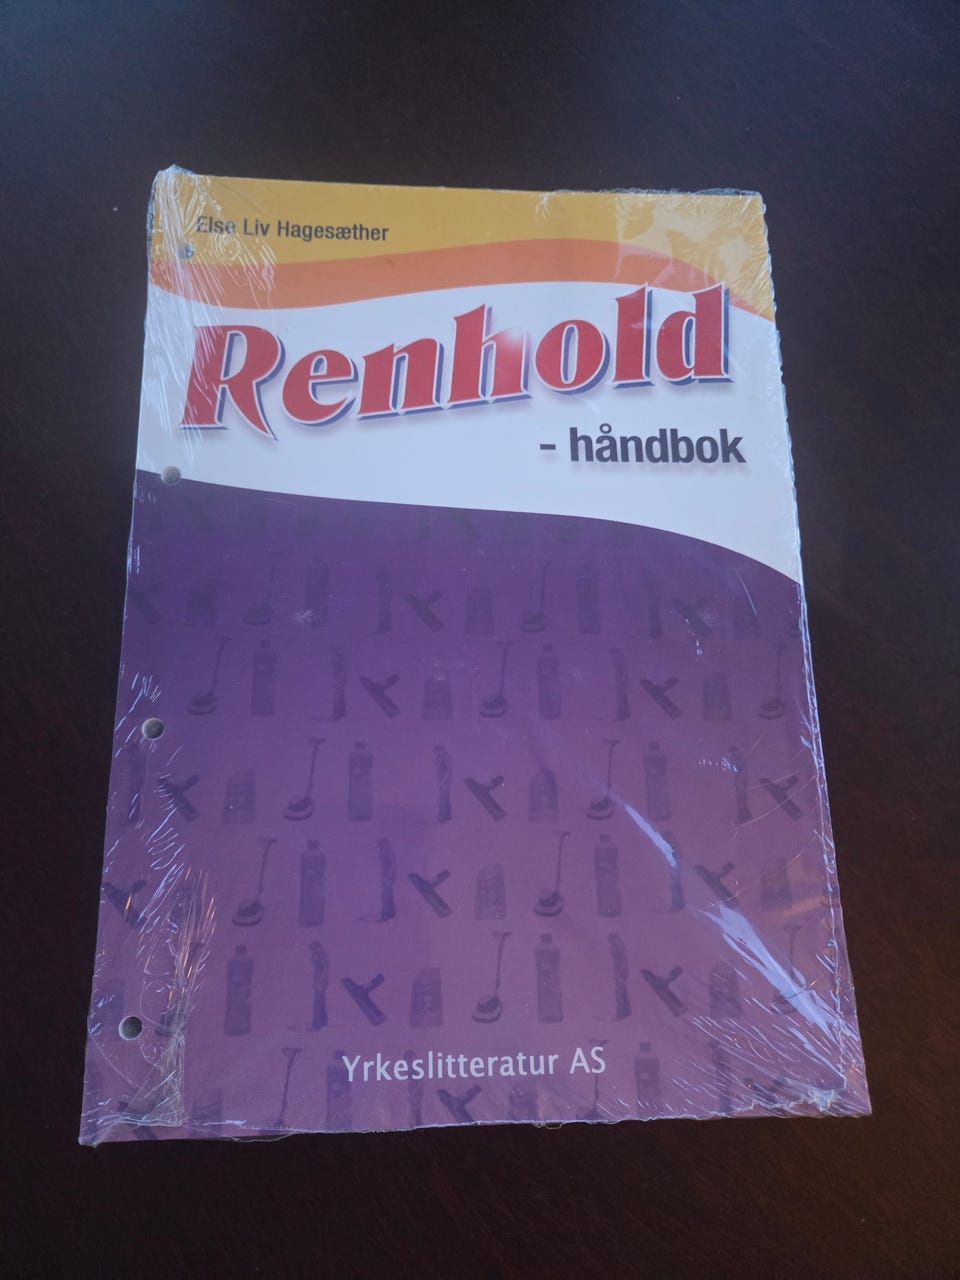 Else Liv Hagesæther
Renhold
- håndbok
Yrkeslitteratur AS